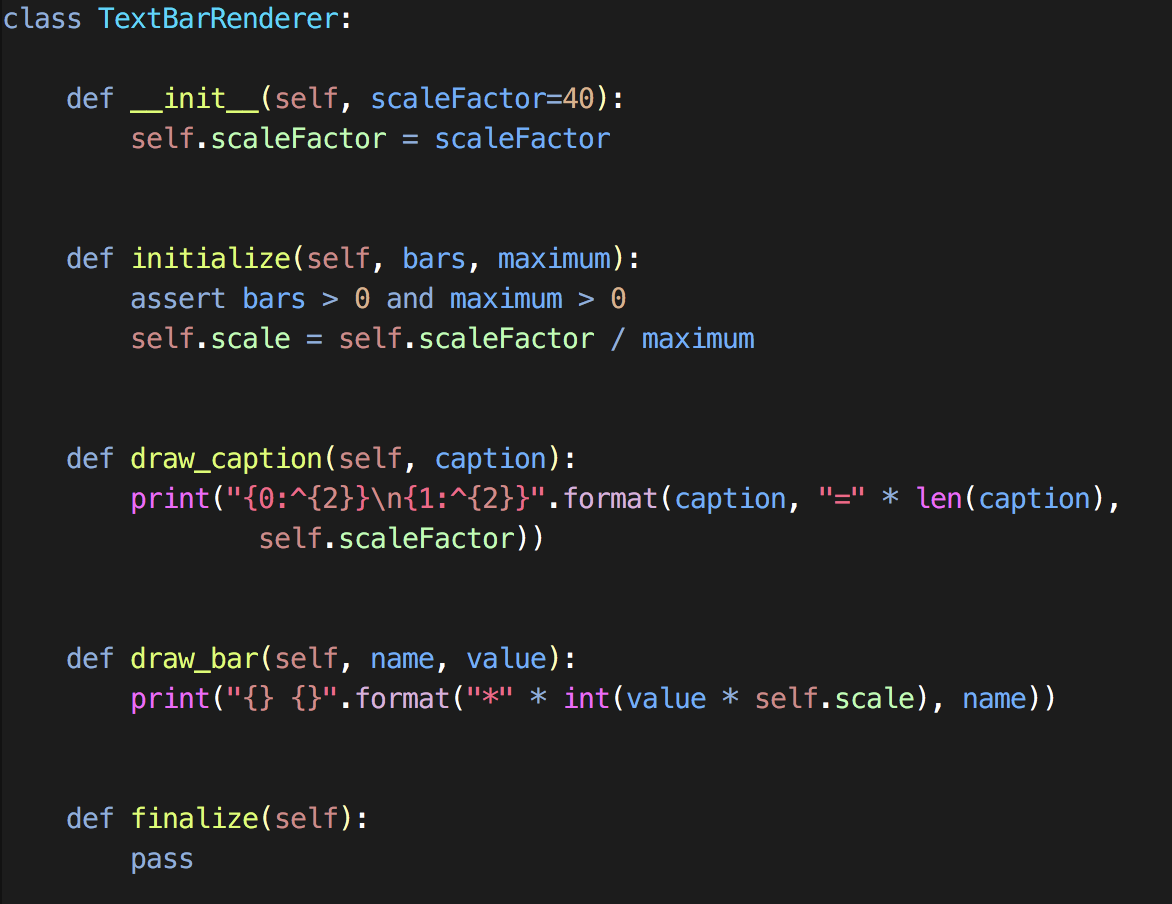 class TextBarRenderer:
    def __init__(self, scaleFactor=40):
        self.scaleFactor = scaleFactor
    def initialize(self, bars, maximum):
        assert bars > 0 and maximum > 0
        self.scale = self.scaleFactor / maximum
    def draw_caption(self, caption):
        print("{0:^{2}}\n{1:^{2}}".format(caption, "=" * len(caption),
                self.scaleFactor))
    def draw_bar(self, name, value):
        print("{} {}".format("*" * int(value * self.scale), name))
    def finalize(self):
        pass